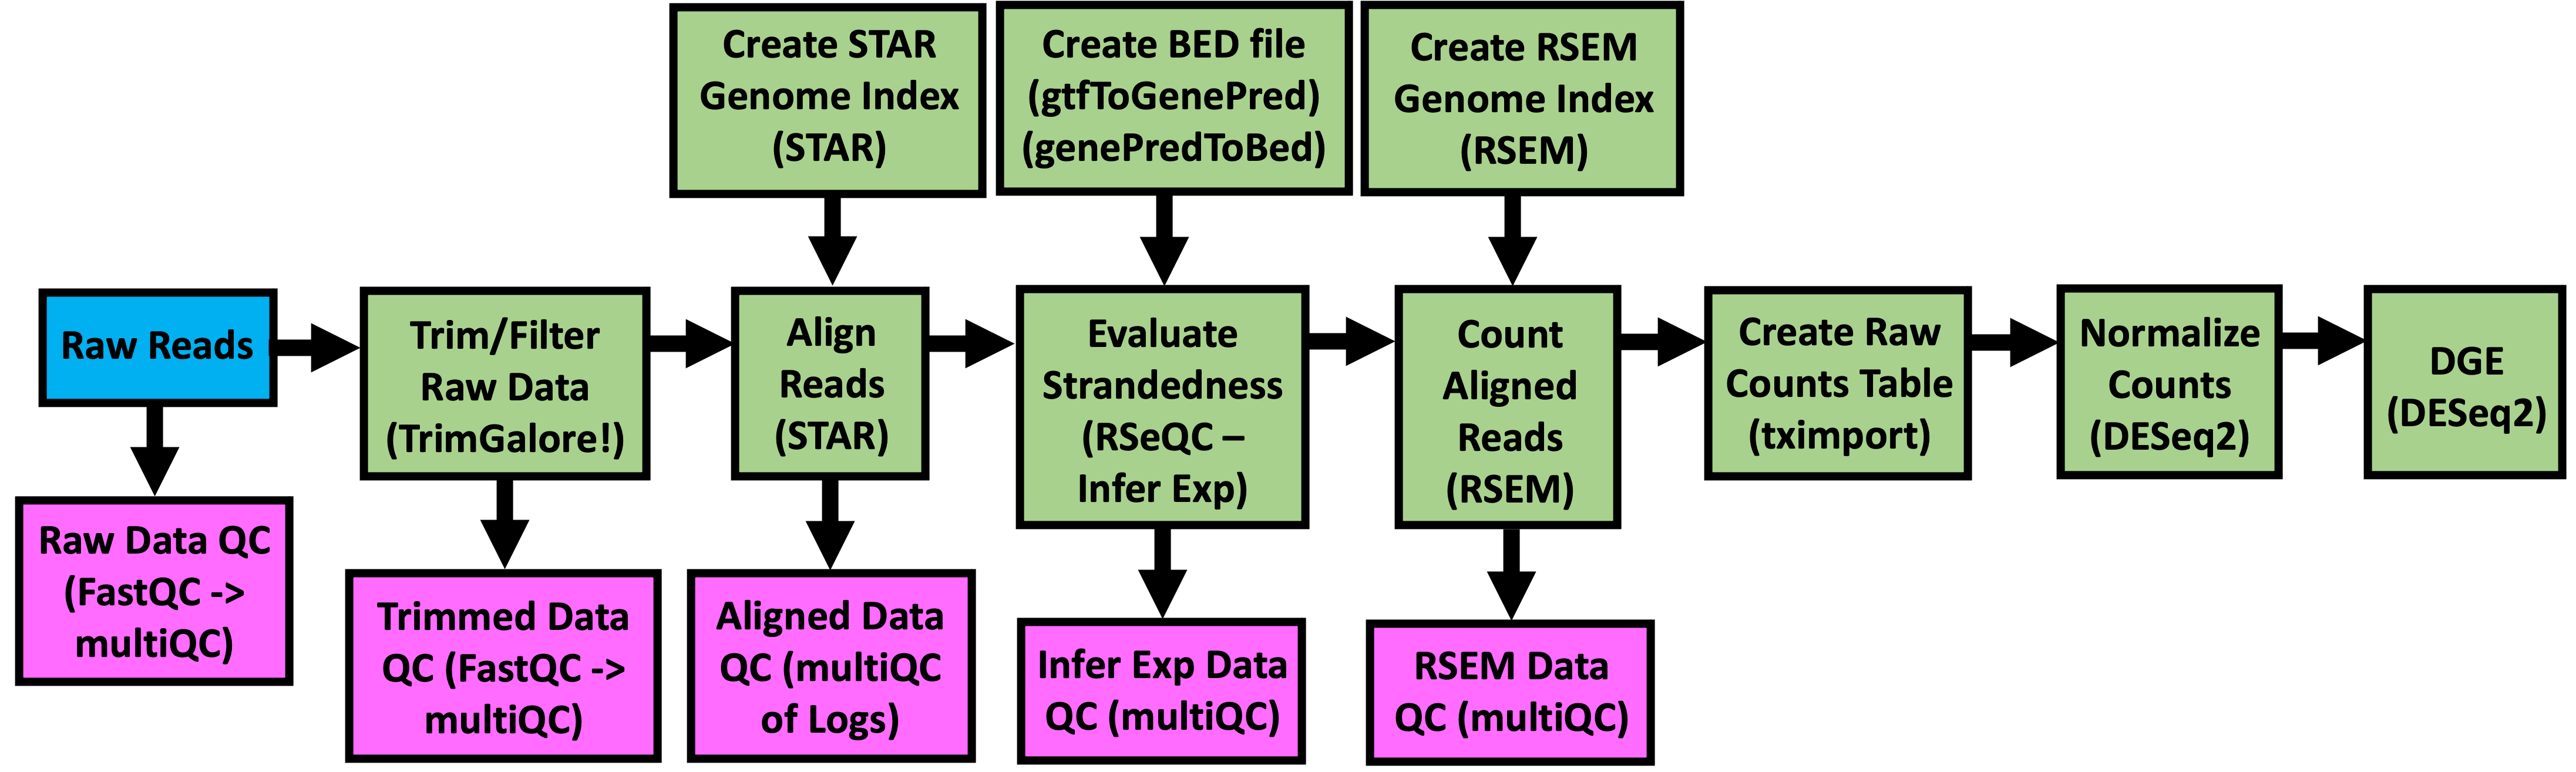 Create STAR
Genome Index
(STAR)
Create BED file
(gtfToGenePred)
(genePredToBed)
Create RSEM
Genome Index
(RSEM)
Raw Reads
Trim/Filter
Raw Data
(TrimGalore!)
Align
Reads
(STAR)
Evaluate
Strandedness
(RSeQC –
Infer Exp)
Count
Aligned
Reads
(RSEM)
Create Raw
Counts Table
(tximport)
Normalize
Counts
(DESeq2)
DGE
(DESeq2)
Raw Data QC
(FastQC ->
multiQC)
Trimmed Data
QC (FastQC ->
multiQC)
Aligned Data
QC (multiQC
of Logs)
Infer Exp Data
QC (multiQC)
RSEM Data
QC (multiQC)